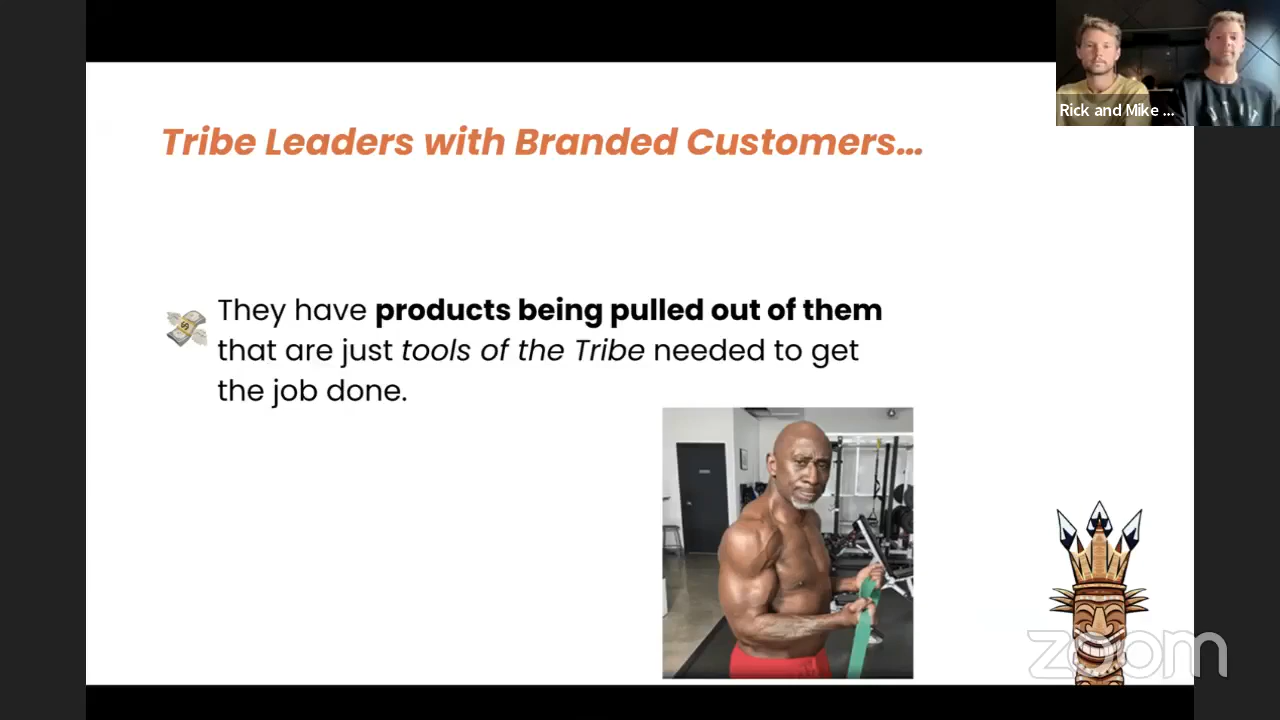 Rick and Mike ...
Tribe Leaders with Branded Customers...
They have products being pulled out of them
that are just tools of the Tribe needed to get
the job done.
zoom